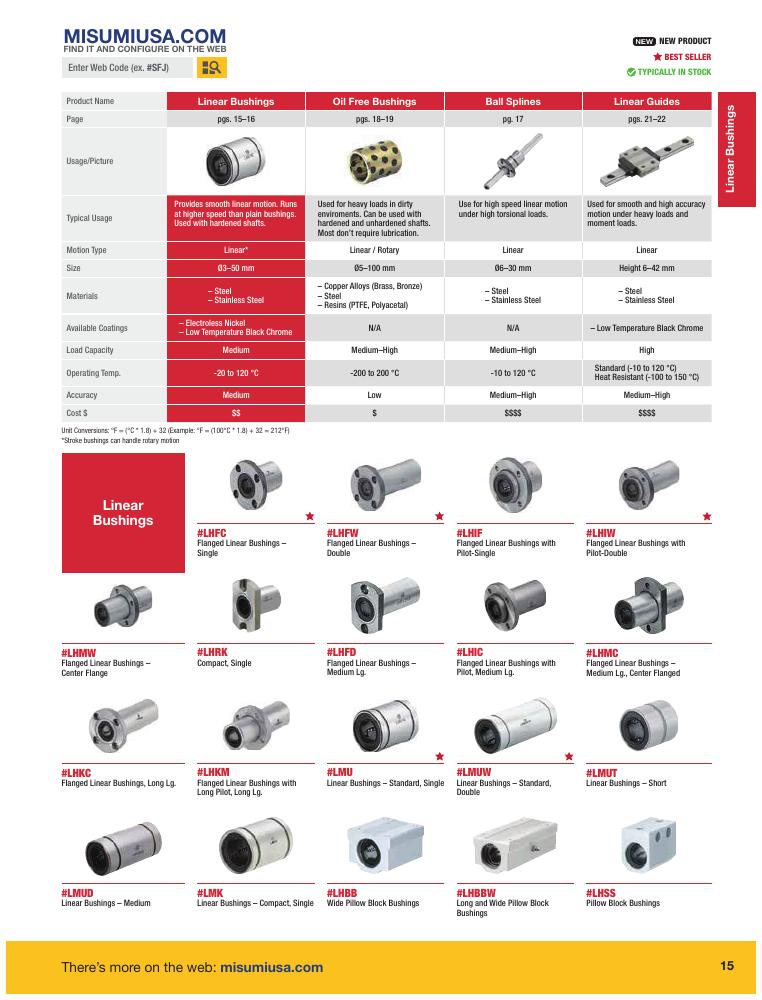 MISUMIUSA.COM
FIND IT AND CONFIGURE ON THE WEB
Enter Web Code (ex. #SFJ)
NEW NEW PRODUCT
BEST SELLER
TYPICALLY IN STOCK
Linear Bushings
Product Name Linear Bushings Oil Free Bushings Ball Splines Linear Guides
Page pgs. 15–16 pgs. 18–19 pg. 17 pgs. 21–22
Usage/Picture
Typical Usage
Provides smooth linear motion. Runs
at higher speed than plain bushings.
Used with hardened shafts.
Used for heavy loads in dirty
enviroments. Can be used with
hardened and unhardened shafts.
Most don't require lubrication.
Use for high speed linear motion
under high torsional loads.
Used for smooth and high accuracy
motion under heavy loads and
moment loads.
Motion Type Linear* Linear / Rotary Linear Linear
Size Ø3–50 mm Ø5–100 mm Ø6–30 mm Height 6–42 mm
Materials
– Steel
– Stainless Steel
– Copper Alloys (Brass, Bronze)
– Steel
– Resins (PTFE, Polyacetal)
– Steel
– Stainless Steel
– Steel
– Stainless Steel
Available Coatings
– Electroless Nickel
– Low Temperature Black Chrome
N/A
N/A
– Low Temperature Black Chrome
Load Capacity Medium Medium–High Medium–High High
Operating Temp. -20 to 120 °C -200 to 200 °C -10 to 120 °C
Standard (-10 to 120 °C)
Heat Resistant (-100 to 150 °C)
Accuracy Medium Low Medium–High Medium–High
Cost $ $$ $ $$$$ $$$$
Unit Conversions: °F = (°C * 1.8) + 32 (Example: °F = (100°C * 1.8) + 32 = 212°F)
*Stroke bushings can handle rotary motion
Linear
Bushings
#LHFC
Flanged Linear Bushings –
Single
#LHFW
Flanged Linear Bushings –
Double
#LHIF
Flanged Linear Bushings with
Pilot-Single
#LHIW
Flanged Linear Bushings with
Pilot-Double
#LHMW
Flanged Linear Bushings –
Center Flange
#LHRK
Compact, Single
#LHFD
Flanged Linear Bushings –
Medium Lg.
#LHIC
Flanged Linear Bushings with
Pilot, Medium Lg.
#LHMC
Flanged Linear Bushings –
Medium Lg., Center Flanged
#LHKC
Flanged Linear Bushings, Long Lg.
#LHKM
Flanged Linear Bushings with
Long Pilot, Long Lg.
#LMU
Linear Bushings – Standard, Single
#LMUW
Linear Bushings – Standard,
Double
#LMUT
Linear Bushings – Short
#LMUD
Linear Bushings – Medium
#LMK
Linear Bushings – Compact, Single
#LHBB
Wide Pillow Block Bushings
#LHBBW
Long and Wide Pillow Block
Bushings
#LHSS
Pillow Block Bushings
There's more on the web: misumiusa.com
15